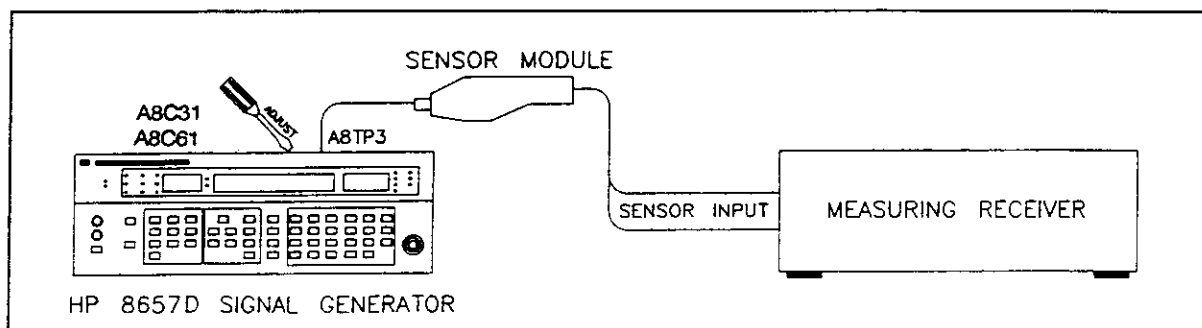 SENSOR MODULE
A8C31
A8C61
ADJUST
A8TP3
SENSOR INPUT
MEASURING RECEIVER
HP 8657D SIGNAL GENERATOR